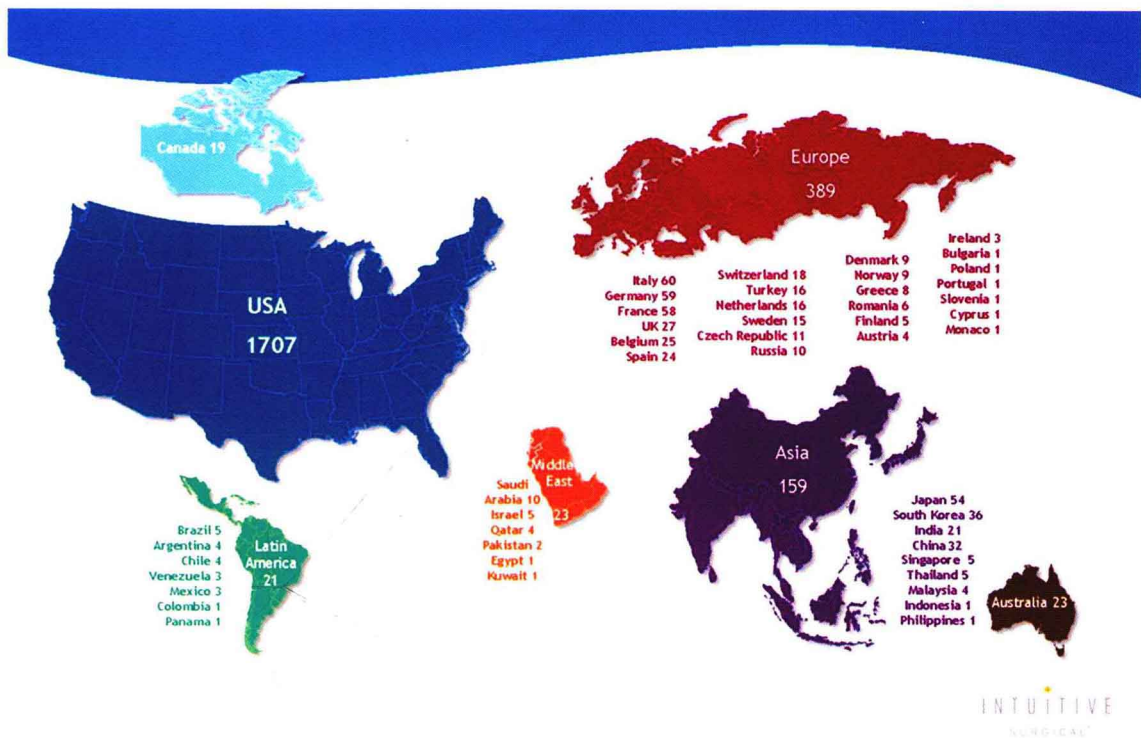 Canada 19
USA
1707
Europe
389
Italy 60
Germany 59
France 58
UK 27
Belgium 25
Spain 24
Switzerland 18
Turkey 16
Netherlands 16
Sweden 15
Czech Republic 11
Russia 10
Denmark 9
Norway 9
Greece 8
Romania 6
Finland 5
Austria 4
Ireland 3
Bulgaria 1
Poland 1
Portugal 1
Slovenia 1
Cyprus 1
Monaco 1
Brazil 5
Argentina 4
Chile 4
Venezuela 3
Mexico 3
Colombia 1
Panama 1
Latin
America
21
Saudi
Arabia 10
Israel 5
Qatar 4
Pakistan 2
Egypt 1
Kuwait 1
Middle
East
23
Asia
159
Japan 54
South Korea 36
India 21
China 32
Singapore 5
Thailand 5
Malaysia 4
Indonesia 1
Philippines 1
Australia 23
INTUITIVE
SURGICAL